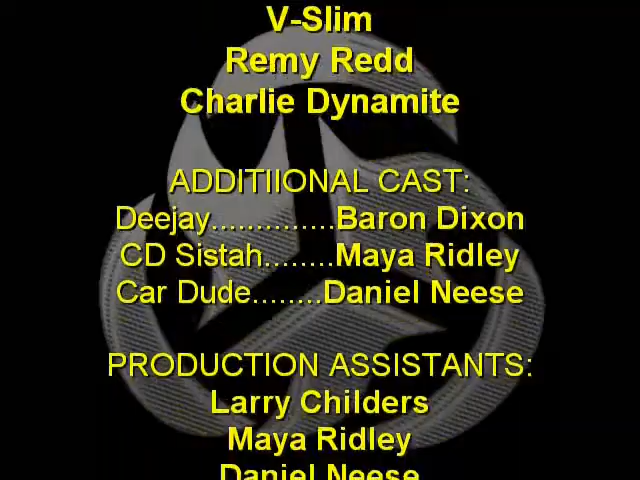 V-Slim
Remy Redd
Charlie Dynamite
ADDITIIONAL CAST:
Deejay...............Baron Dixon
CD Sistah........Maya Ridley
Car Dude........Daniel Neese
PRODUCTION ASSISTANTS:
Larry Childers
Maya Ridley
Daniel Neese